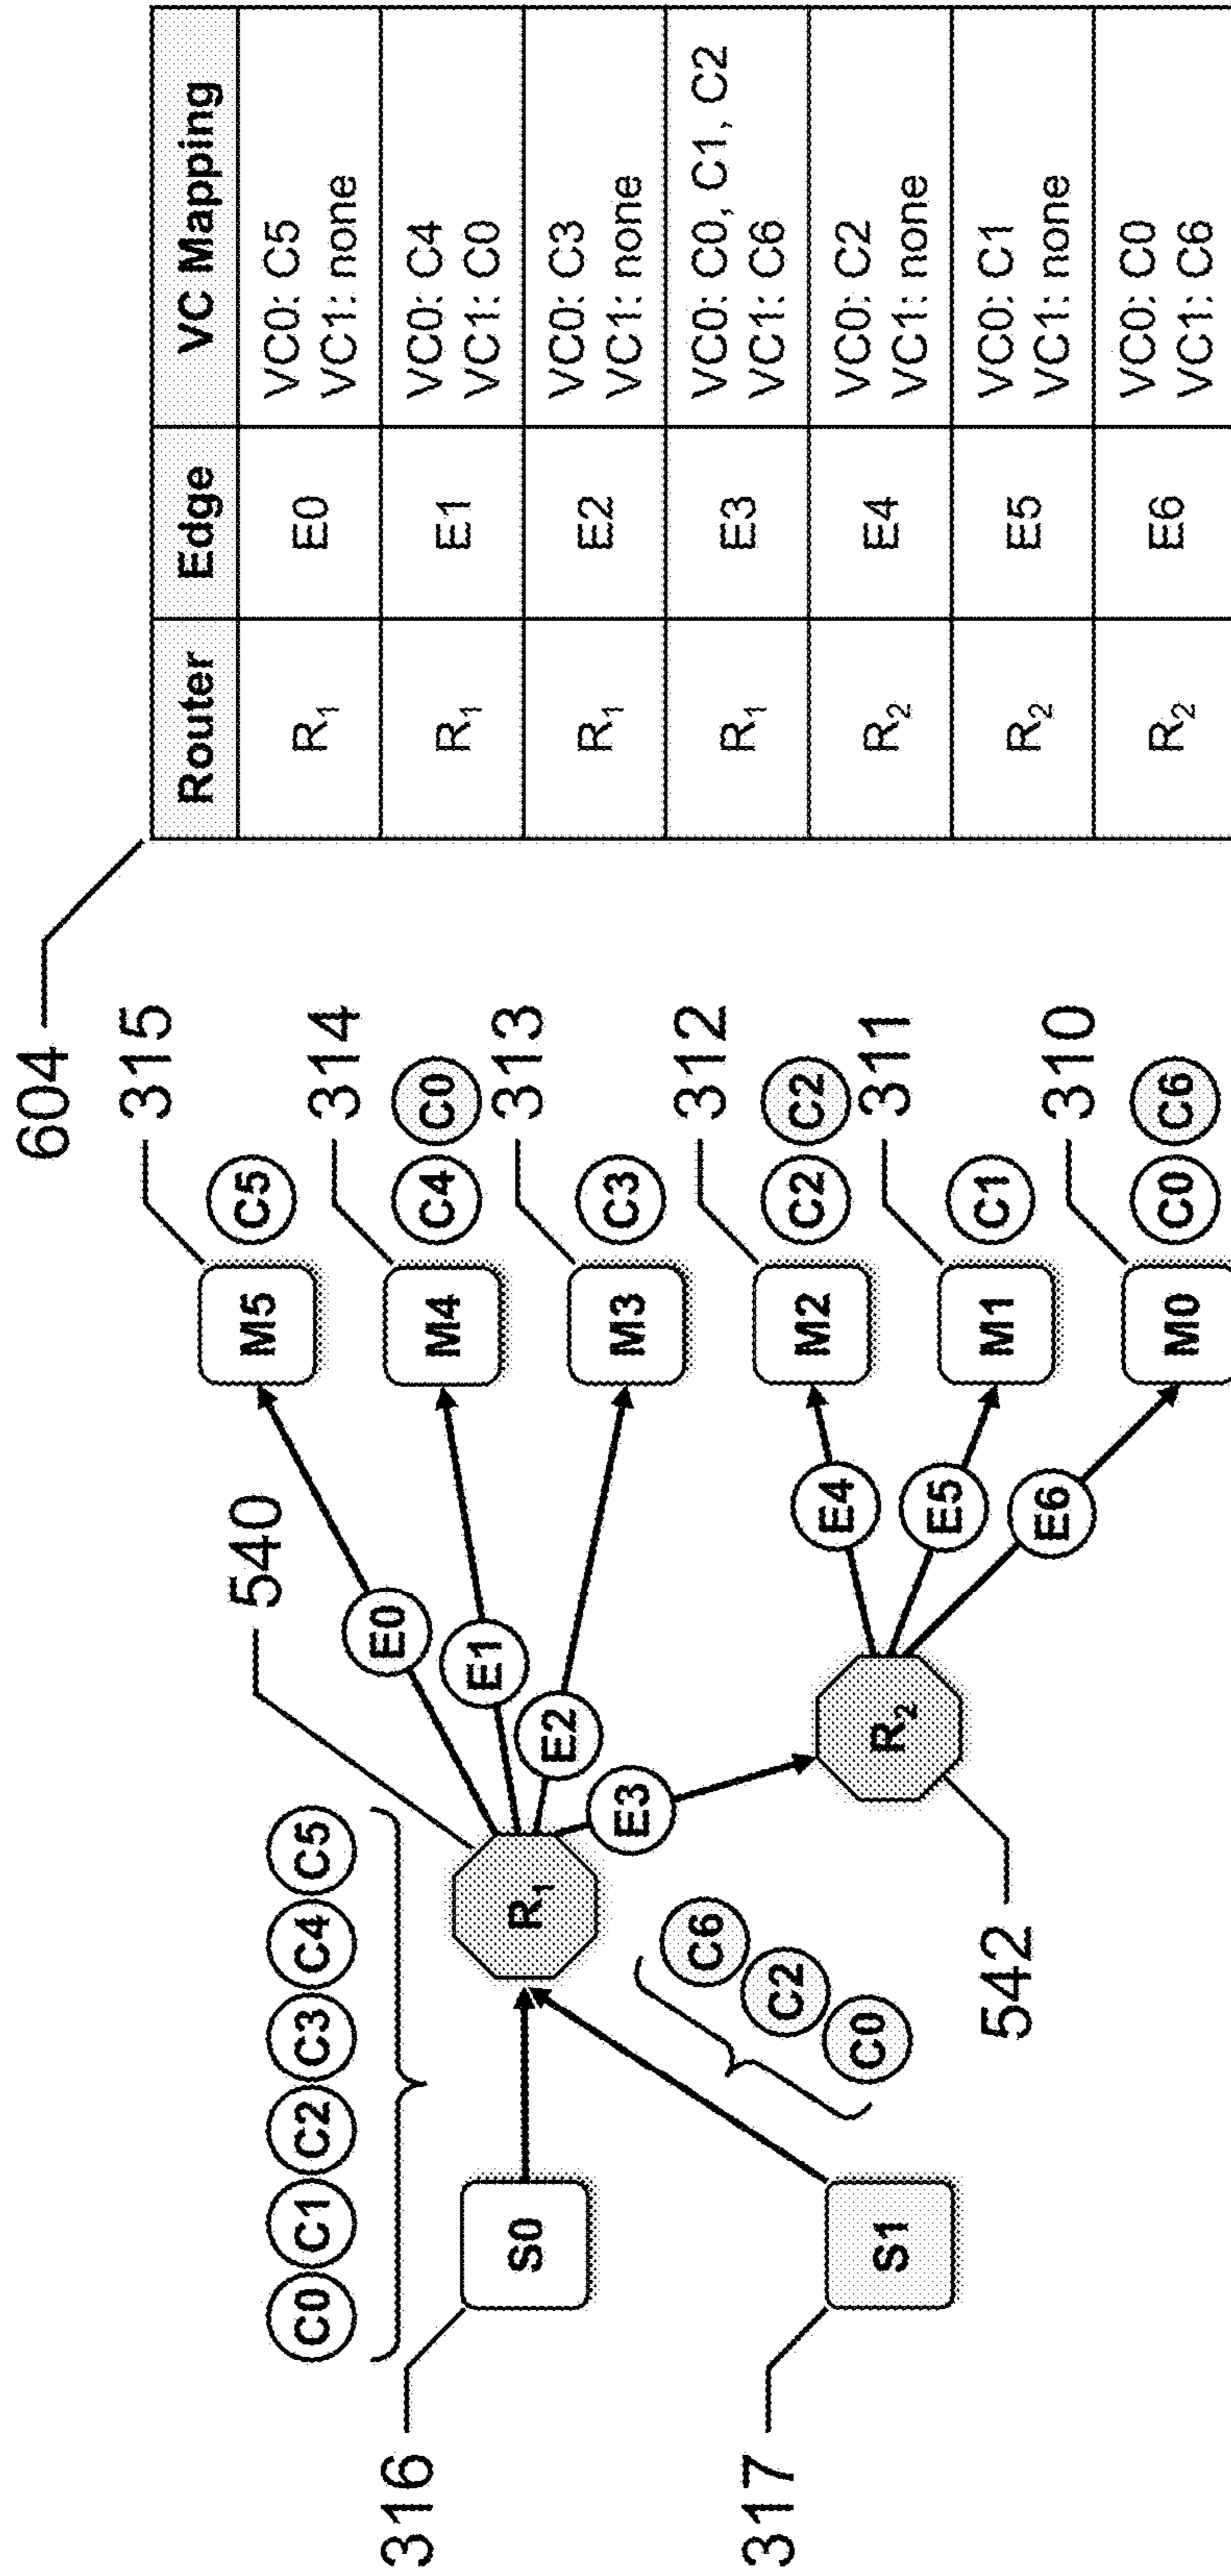 604
315
314
313
312
311
310
540
542
316
317
C0 C1 C2 C3 C4 C5
S0
S1
C6
C2
C0
R1
R2
E0
E1
E2
E3
E4
E5
E6
M5 C5
M4 C4 C0
M3 C3
M2 C2 C2
M1 C1
M0 C0 C6
Router Edge VC Mapping
R1 E0 VC0: C5
VC1: none
R1 E1 VC0: C4
VC1: C0
R1 E2 VC0: C3
VC1: none
R1 E3 VC0: C0, C1, C2
VC1: C6
R2 E4 VC0: C2
VC1: none
R2 E5 VC0: C1
VC1: none
R2 E6 VC0: C0
VC1: C6